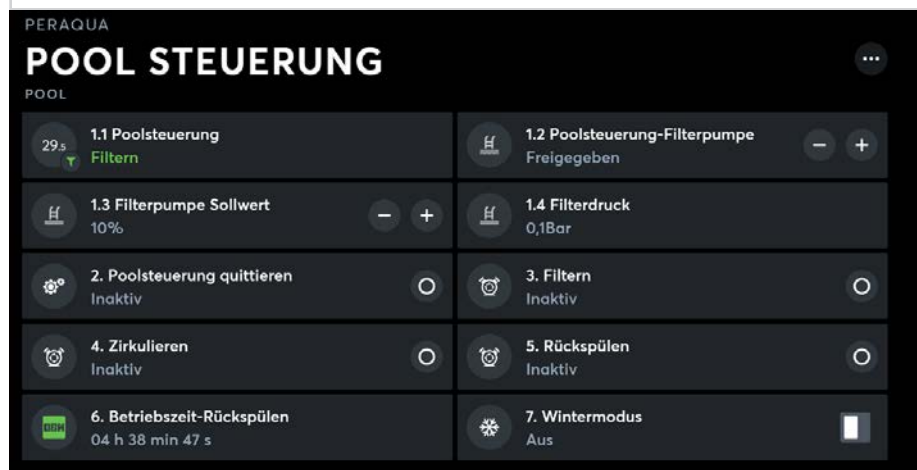 PERAQUA
POOL STEUERUNG
POOL
29.5
1.1 Poolsteuerung
Filtern
1.2 Poolsteuerung-Filterpumpe
Freigegeben
1.3 Filterpumpe Sollwert
10%
1.4 Filterdruck
0,1Bar
2. Poolsteuerung quittieren
Inaktiv
3. Filtern
Inaktiv
4. Zirkulieren
Inaktiv
5. Rückspülen
Inaktiv
6. Betriebszeit-Rückspülen
04 h 38 min 47 s
7. Wintermodus
Aus